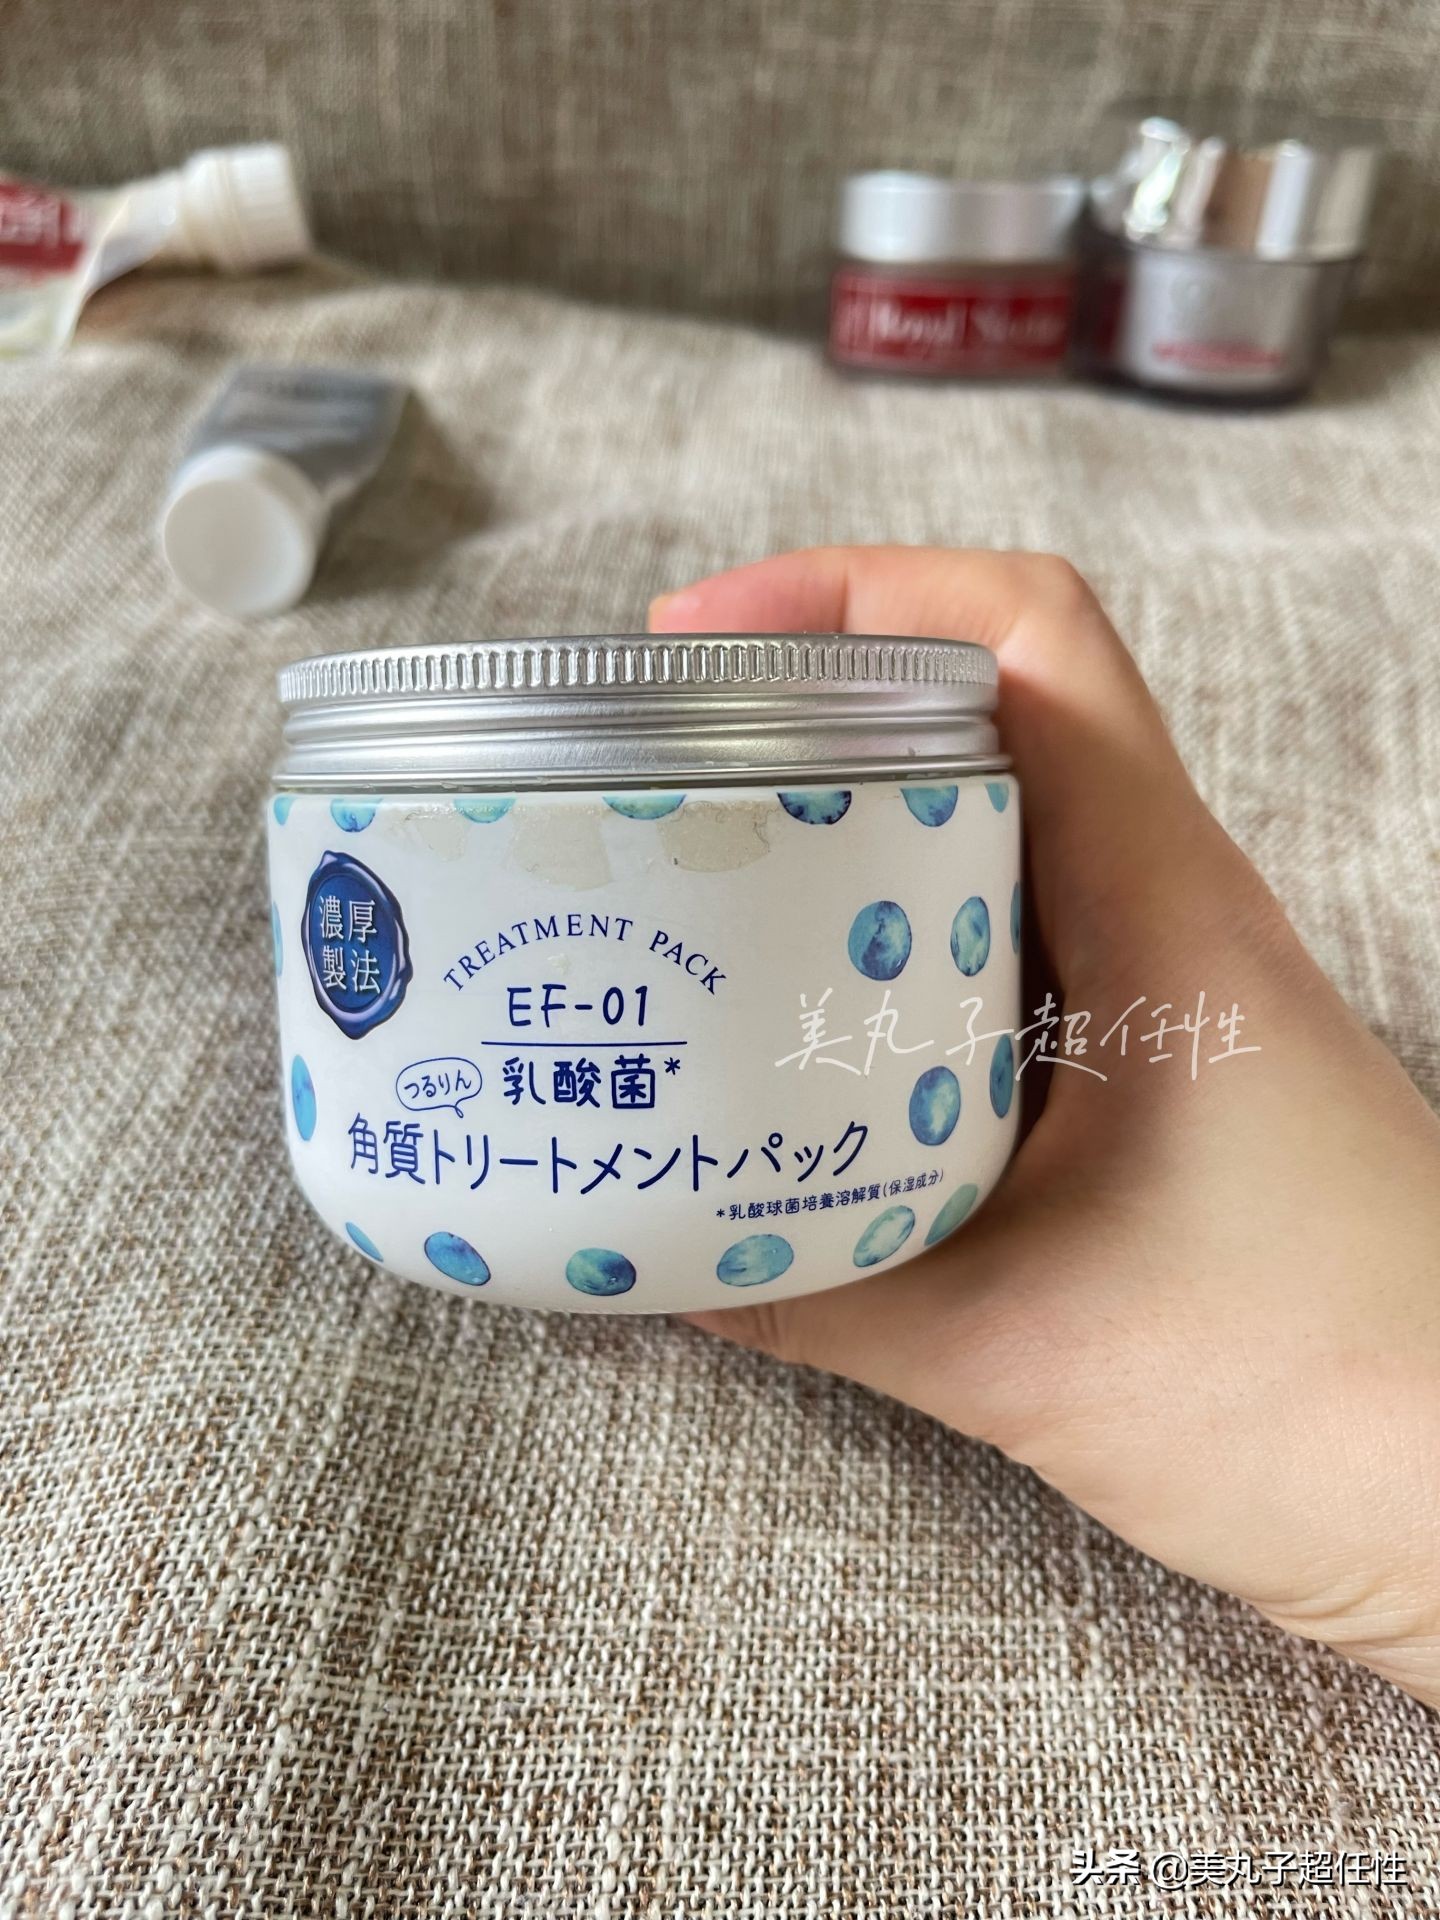 Royal
濃厚
製法
TREATMENT PACK
EF-01
つるりん
乳酸菌*
角質トリートメントパック
*乳酸球菌培養溶解質(保湿成分)
美丸子超任性
头条 @美丸子超任性